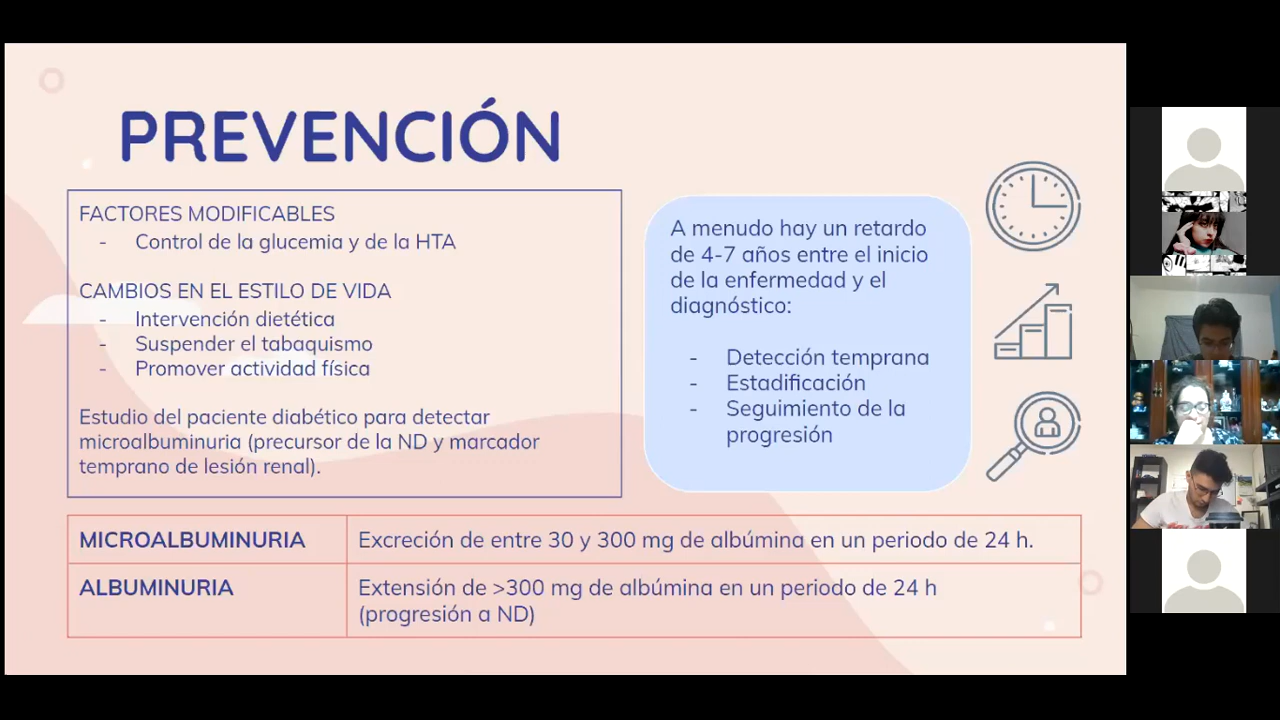 PREVENCIÓN
FACTORES MODIFICABLES
- Control de la glucemia y de la HTA
CAMBIOS EN EL ESTILO DE VIDA
- Intervención dietética
- Suspender el tabaquismo
- Promover actividad física
Estudio del paciente diabético para detectar
microalbuminuria (precursor de la ND y marcador
temprano de lesión renal).
A menudo hay un retardo
de 4-7 años entre el inicio
de la enfermedad y el
diagnóstico:
- Detección temprana
- Estadificación
- Seguimiento de la
progresión
MICROALBUMINURIA
Excreción de entre 30 y 300 mg de albúmina en un periodo de 24 h.
ALBUMINURIA
Extensión de >300 mg de albúmina en un periodo de 24 h
(progresión a ND)